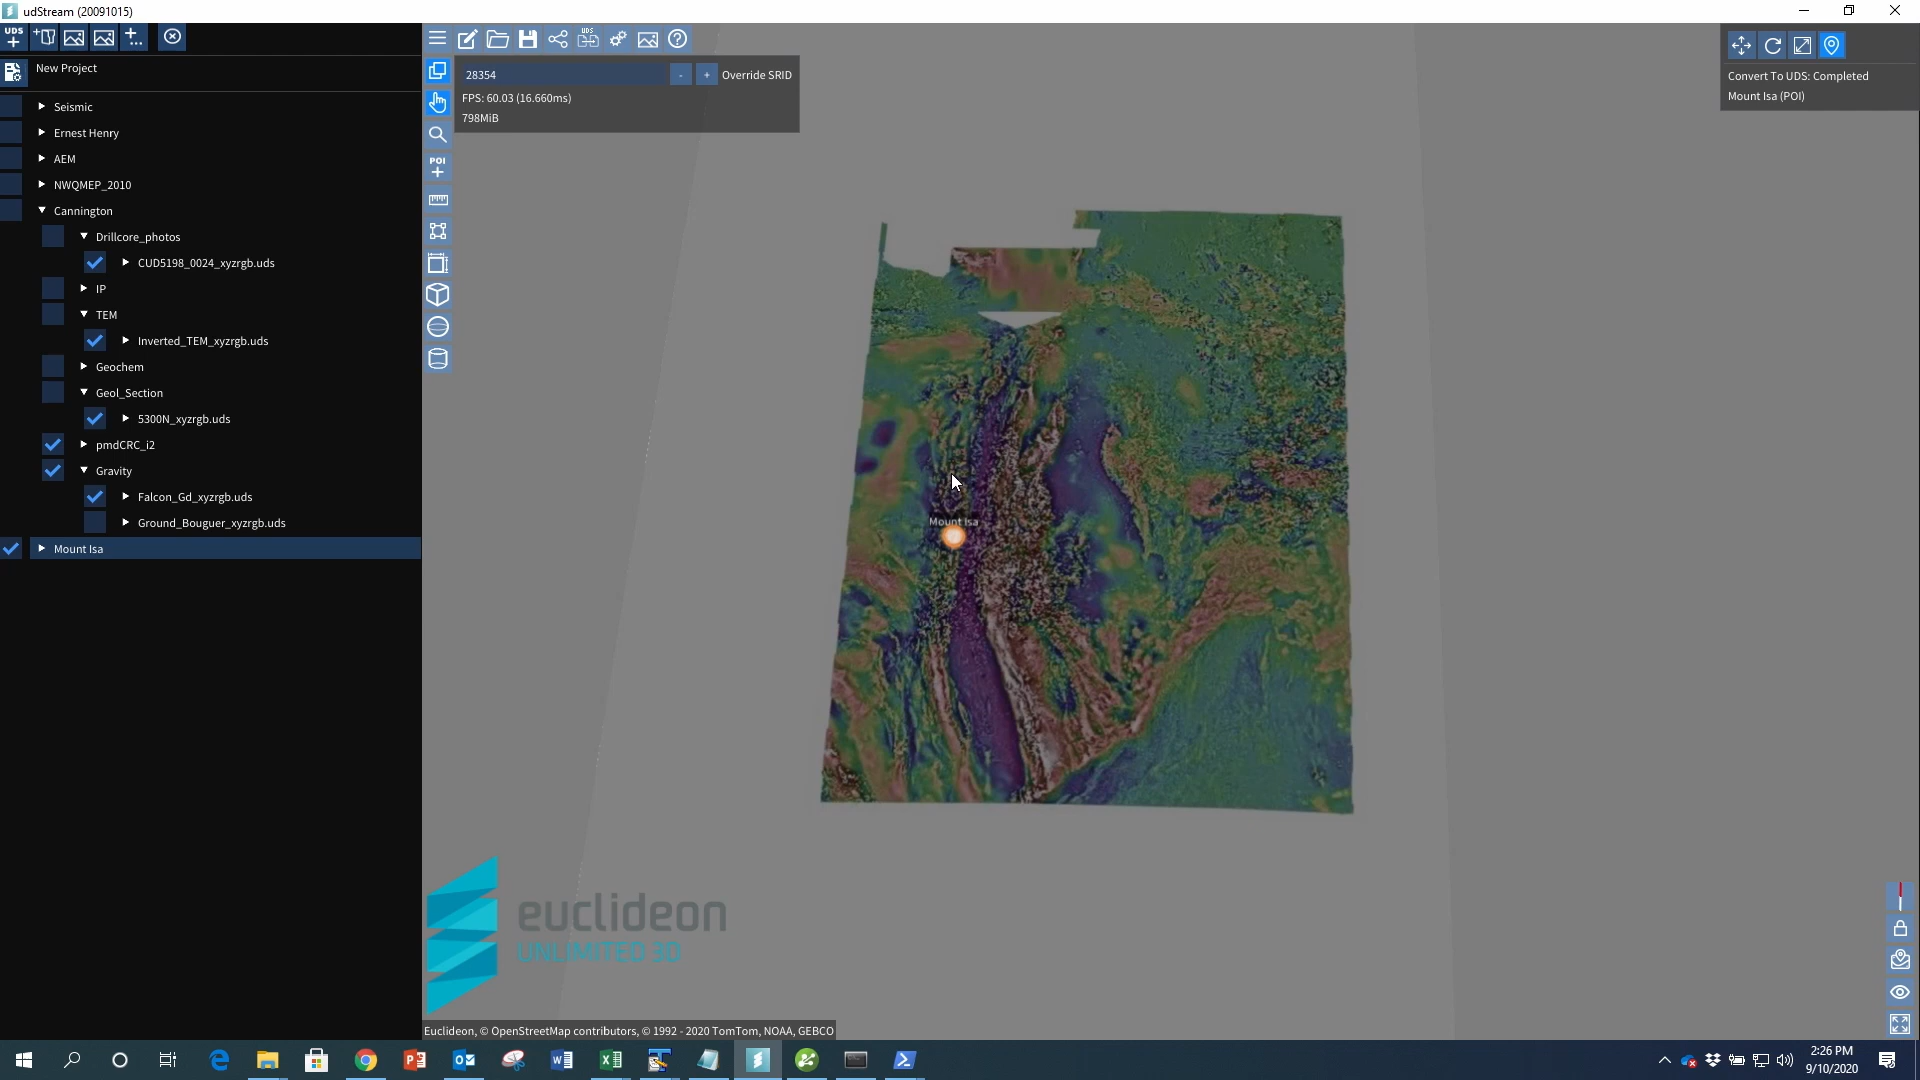 udStream (20091015)
UDS
New Project
Seismic
Ernest Henry
AEM
NWQMEP_2010
Cannington
Drillcore_photos
CUD5198_0024_xyzrgb.uds
IP
TEM
Inverted_TEM_xyzrgb.uds
Geochem
Geol_Section
5300N_xyzrgb.uds
pmdCRC_i2
Gravity
Falcon_Gd_xyzrgb.uds
Ground_Bouguer_xyzrgb.uds
Mount Isa
UDS
28354 - + Override SRID
FPS: 60.03 (16.660ms)
798MiB
POI
Convert To UDS: Completed
Mount Isa (POI)
Mount Isa
euclideon
UNLIMITED 3D
Euclideon, © OpenStreetMap contributors, © 1992 - 2020 TomTom, NOAA, GEBCO
2:26 PM
9/10/2020